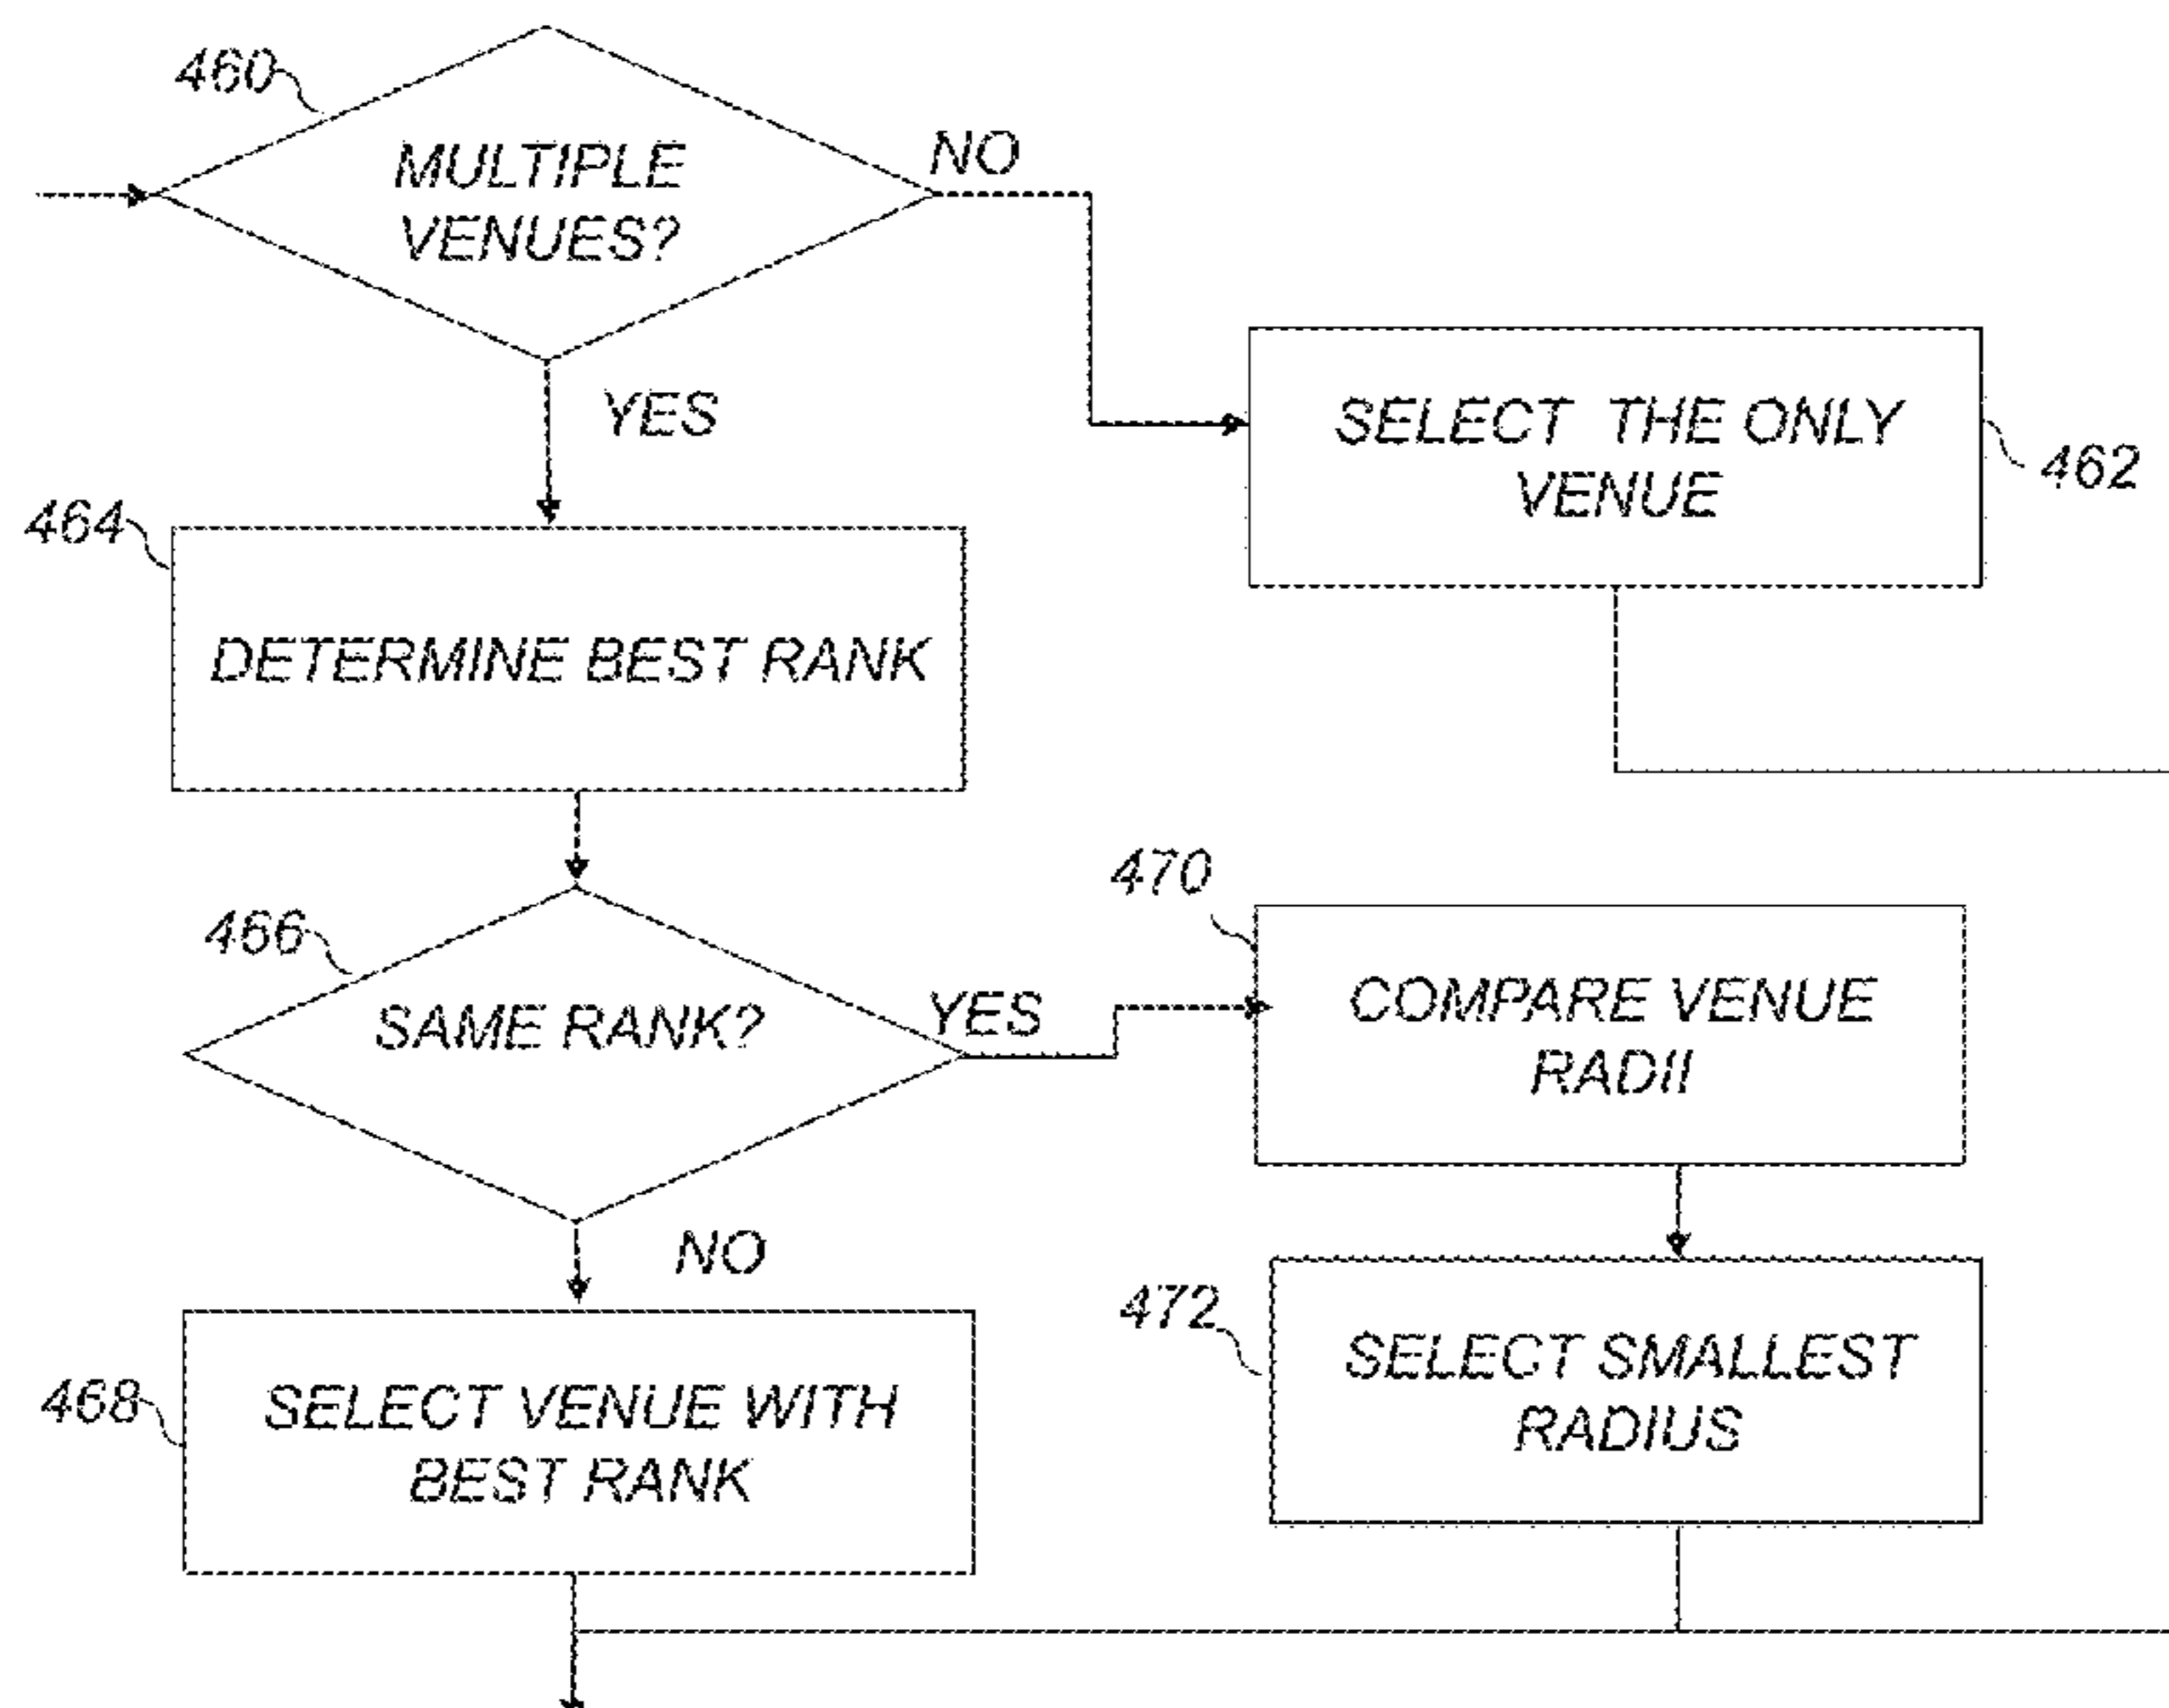 460
MULTIPLE
VENUES?
NO
YES
SELECT THE ONLY
VENUE
462
464
DETERMINE BEST RANK
470
466
SAME RANK?
YES
COMPARE VENUE
RADII
NO
472
SELECT SMALLEST
RADIUS
468
SELECT VENUE WITH
BEST RANK